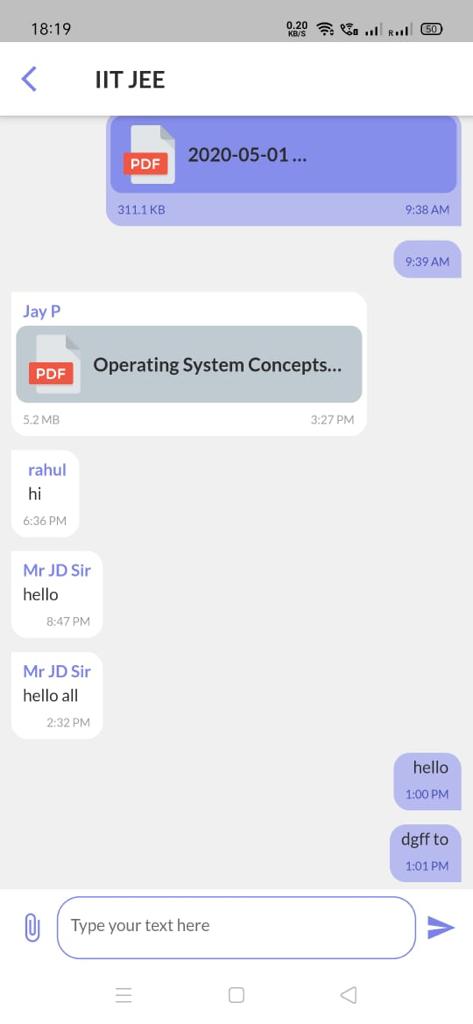 18:19
0.20
KB/S
R
50
IIT JEE
PDF
2020-05-01 ...
311.1 KB
9:38 AM
9:39 AM
Jay P
PDF
Operating System Concepts...
5.2 MB
3:27 PM
rahul
hi
6:36 PM
Mr JD Sir
hello
8:47 PM
Mr JD Sir
hello all
2:32 PM
hello
1:00 PM
dgff to
1:01 PM
Type your text here